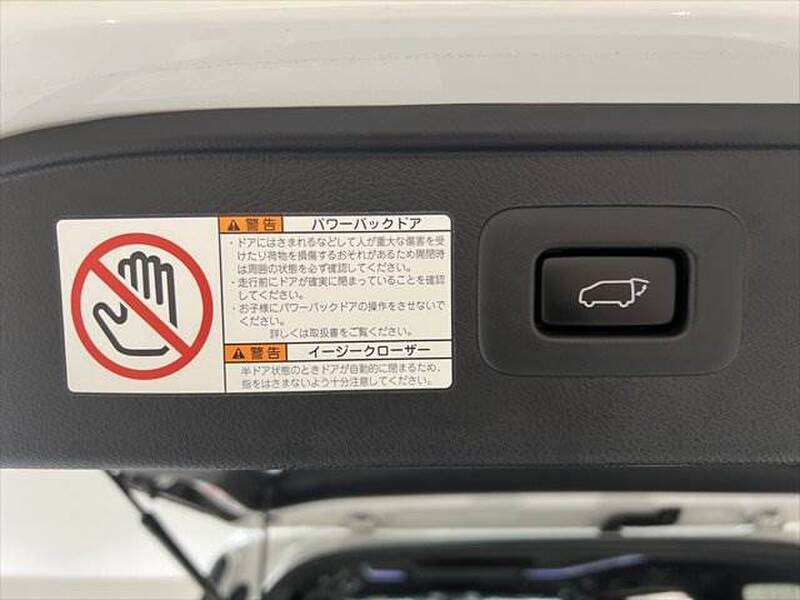 警告 パワーバックドア
・ドアにはさまれるなどして人が重大な傷害を受
けたり荷物を損傷するおそれがあるため開閉時
は周囲の状態を必ず確認してください。
・走行前にドアが確実に閉まっていることを確認
してください。
・お子様にパワーバックドアの操作をさせないで
ください。
詳しくは取扱書をご覧ください。
警告 イージークローザー
半ドア状態のときドアが自動的に閉まるため、
指をはさまないよう十分注意してください。